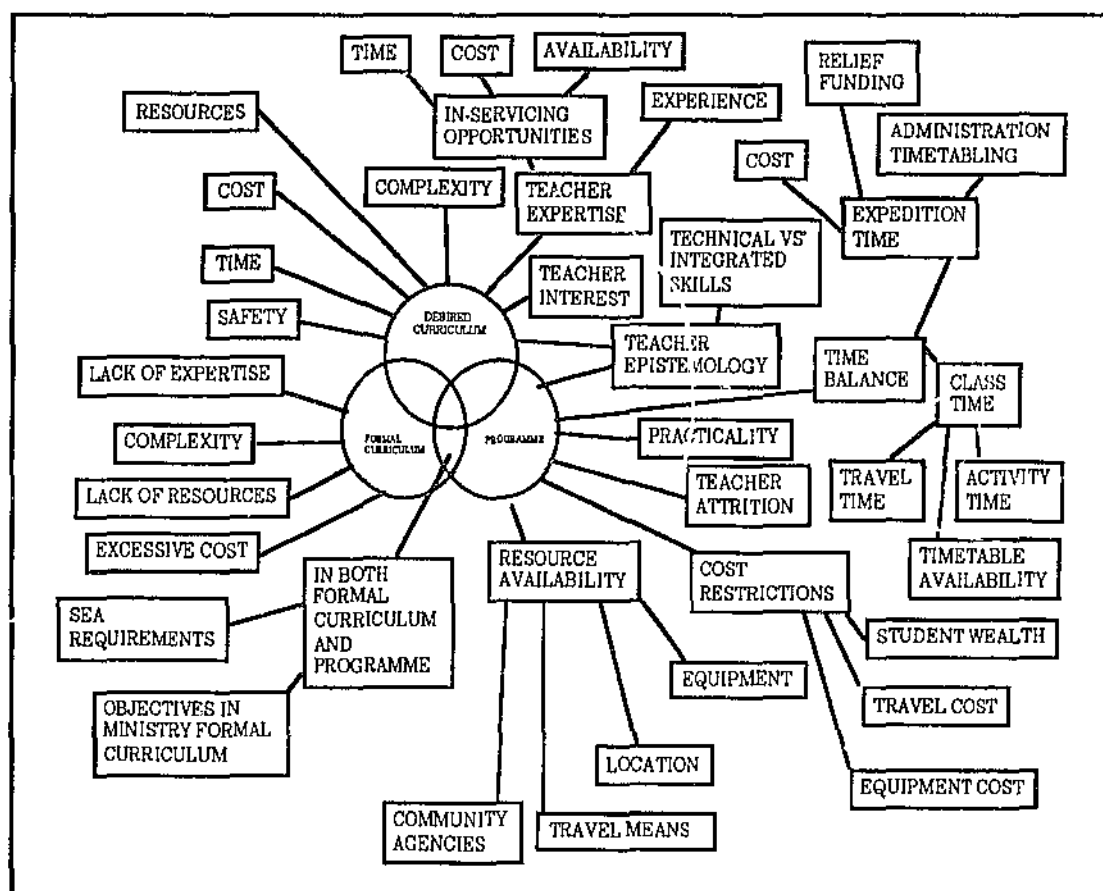 TIME
COST
AVAILABILITY
RELIEF
FUNDING
RESOURCES
IN-SERVICING
OPPORTUNITIES
EXPERIENCE
ADMINISTRATION
TIMETABLING
COST
COMPLEXITY
TEACHER
EXPERTISE
COST
EXPEDITION
TIME
TECHNICAL VS'
INTEGRATED
SKILLS
TIME
TEACHER
INTEREST
SAFETY
DESIRED
CURRICULUM
TEACHER
EPISTEMOLOGY
TIME
BALANCE
LACK OF EXPERTISE
CLASS
TIME
COMPLEXITY
FORMAL
CURRICULUM
PROGRAMME
PRACTICALITY
LACK OF RESOURCES
TEACHER
ATTRITION
TRAVEL
TIME
ACTIVITY
TIME
EXCESSIVE COST
IN BOTH
FORMAL
CURRICULUM
AND
PROGRAMME
RESOURCE
AVAILABILITY
COST
RESTRICTIONS
TIMETABLE
AVAILABILITY
SEA
REQUIREMENTS
STUDENT WEALTH
EQUIPMENT
OBJECTIVES IN
MINISTRY FORMAL
CURRICULUM
TRAVEL COST
LOCATION
EQUIPMENT COST
COMMUNITY
AGENCIES
TRAVEL MEANS